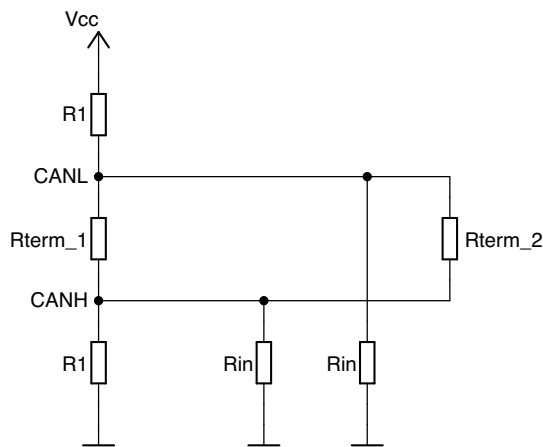 Vcc
R1
CANL
Rterm_1
Rterm_2
CANH
R1
Rin
Rin